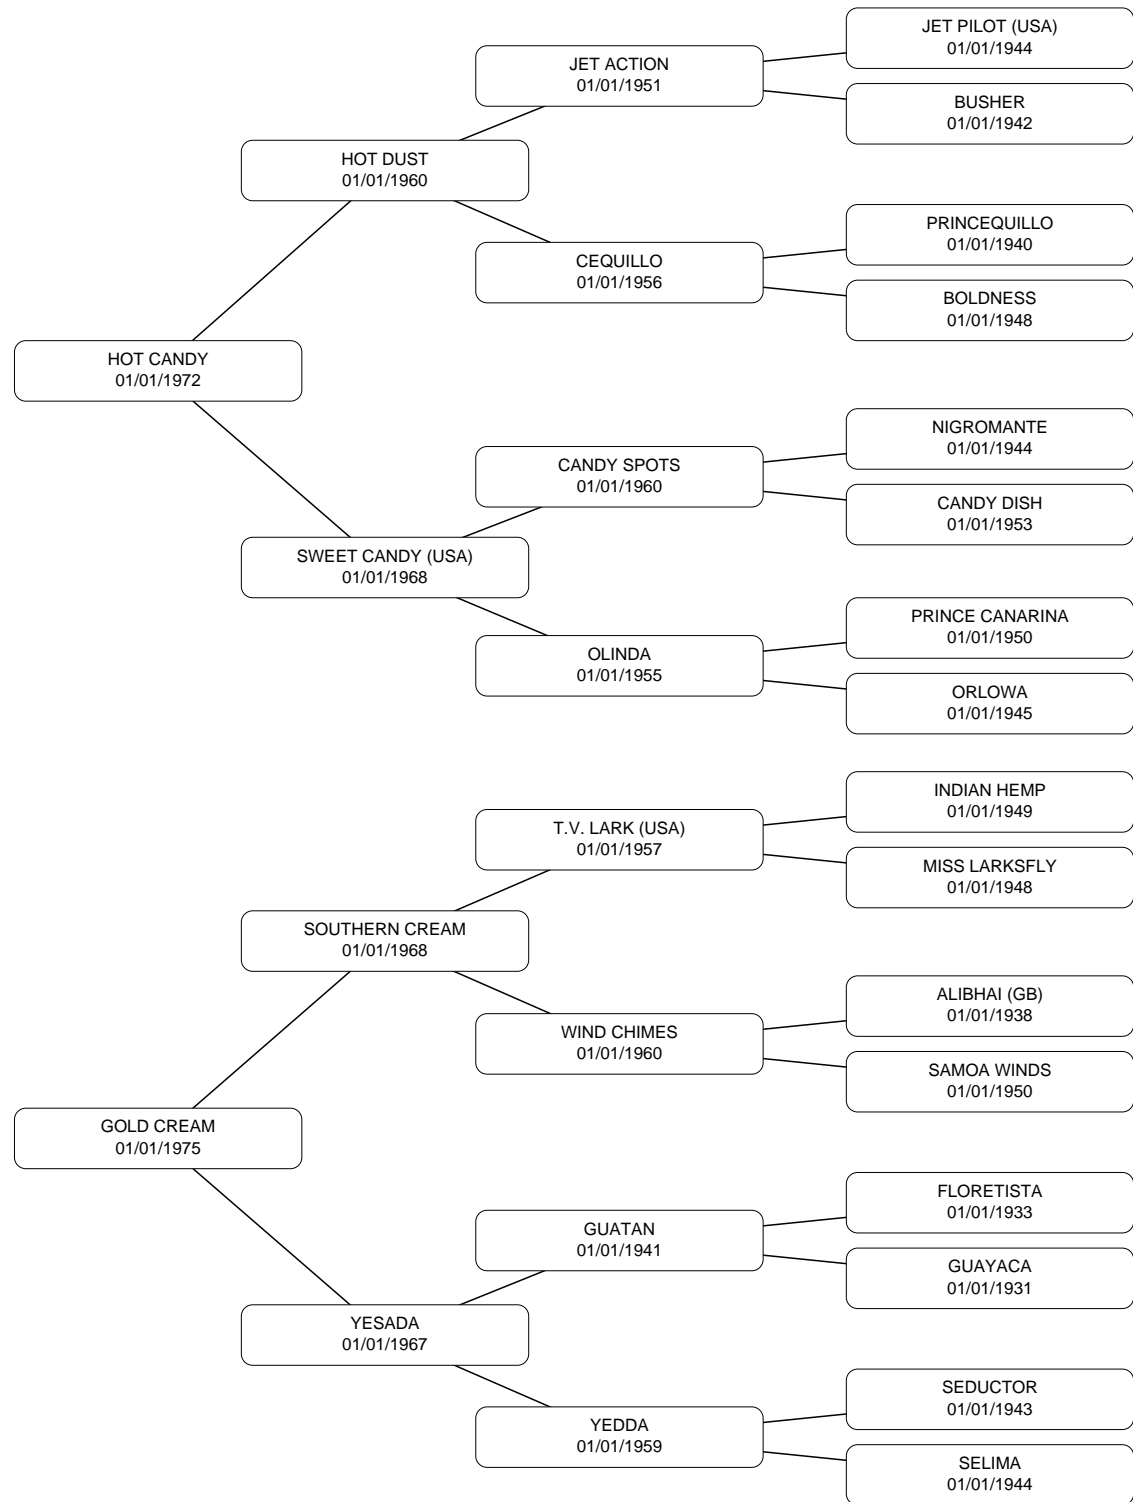 JET PILOT (USA)
01/01/1944
JET ACTION
01/01/1951
BUSHER
01/01/1942
HOT DUST
01/01/1960
PRINCEQUILLO
01/01/1940
CEQUILLO
01/01/1956
BOLDNESS
01/01/1948
HOT CANDY
01/01/1972
NIGROMANTE
01/01/1944
CANDY SPOTS
01/01/1960
CANDY DISH
01/01/1953
SWEET CANDY (USA)
01/01/1968
PRINCE CANARINA
01/01/1950
OLINDA
01/01/1955
ORLOWA
01/01/1945
INDIAN HEMP
01/01/1949
T.V. LARK (USA)
01/01/1957
MISS LARKSFLY
01/01/1948
SOUTHERN CREAM
01/01/1968
ALIBHAI (GB)
01/01/1938
WIND CHIMES
01/01/1960
SAMOA WINDS
01/01/1950
GOLD CREAM
01/01/1975
FLORETISTA
01/01/1933
GUATAN
01/01/1941
GUAYACA
01/01/1931
YESADA
01/01/1967
SEDUCTOR
01/01/1943
YEDDA
01/01/1959
SELIMA
01/01/1944